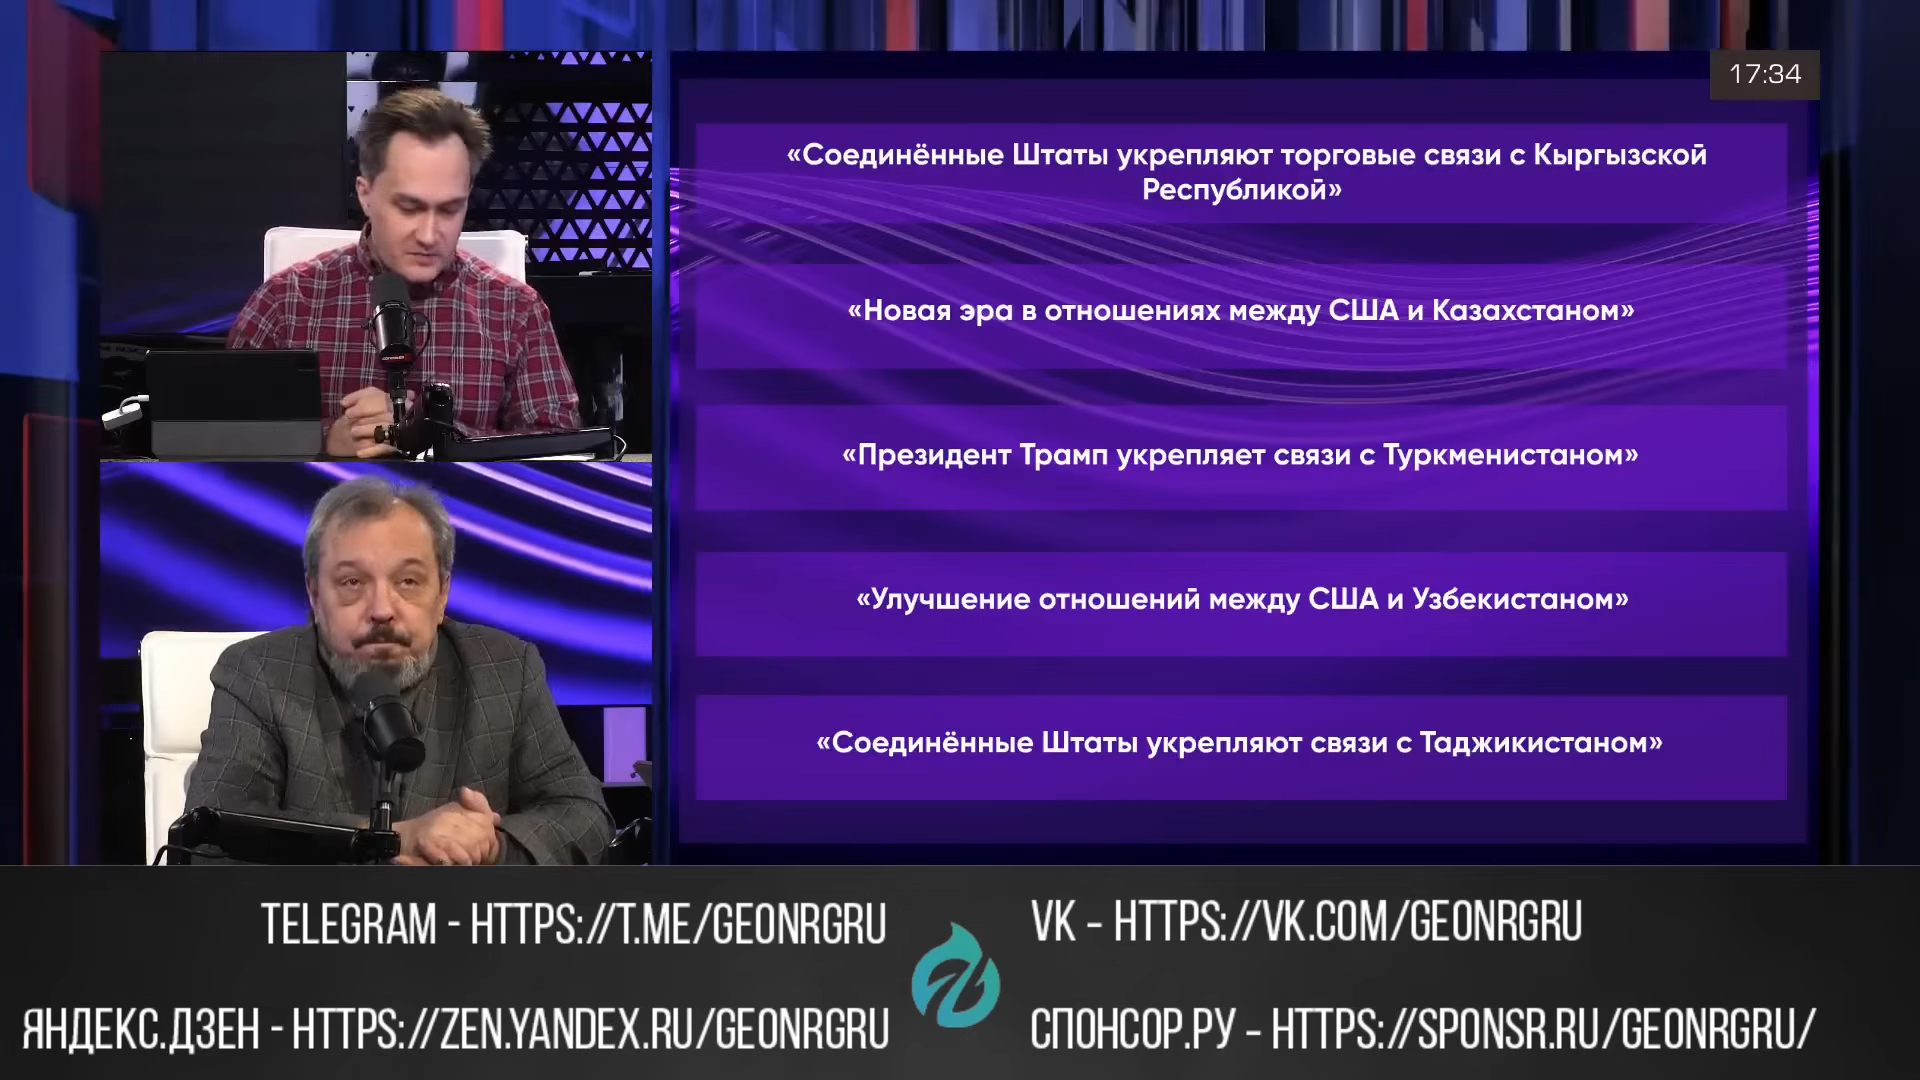 17:34
«Соединённые Штаты укрепляют торговые связи с Кыргызской
Республикой»
«Новая эра в отношениях между США и Казахстаном»
«Президент Трамп укрепляет связи с Туркменистаном»
«Улучшение отношений между США и Узбекистаном»
«Соединённые Штаты укрепляют связи с Таджикистаном»
TELEGRAM - HTTPS://T.ME/GEONRGRU
VK - HTTPS://VK.COM/GEONRGRU
ЯНДЕКС.ДЗЕН - HTTPS://ZEN.YANDEX.RU/GEONRGRU
СПОНСОР.РУ - HTTPS://SPONSR.RU/GEONRGRU/